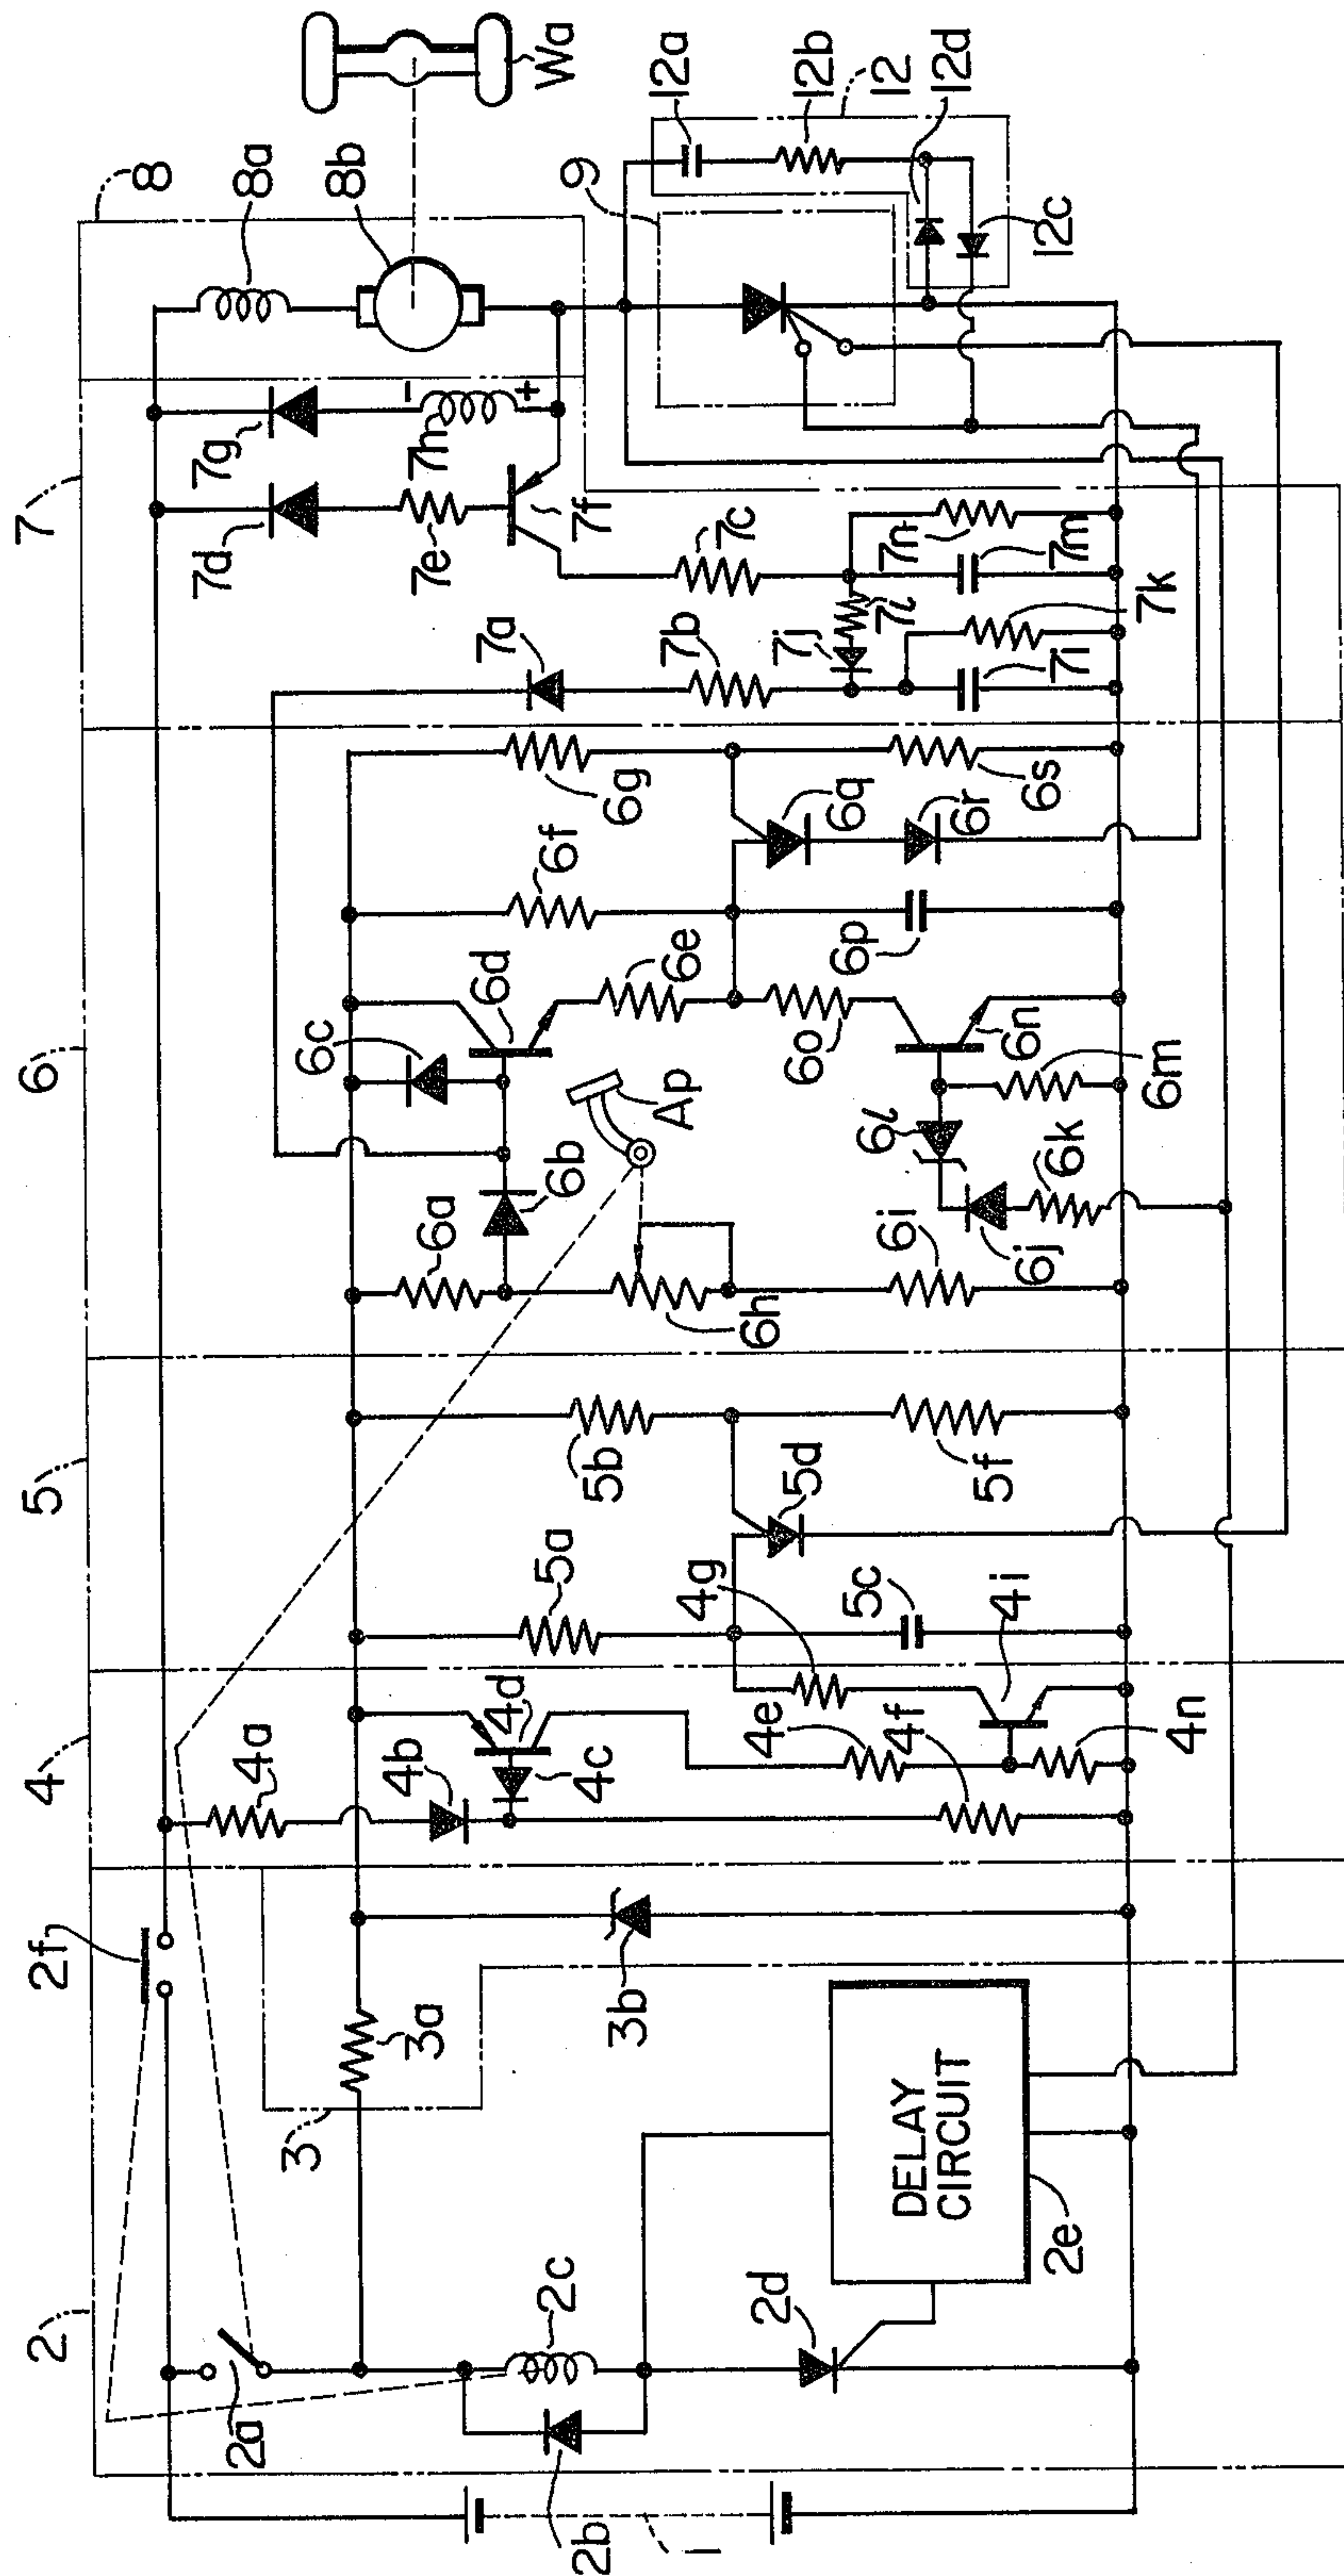 2
2f
4
5
6
7
8
2a
2c
2b
2d
DELAY
CIRCUIT
2e
1
3
3a
3b
4a
4b
4c
4d
4e
4f
4g
4i
4n
5a
5b
5c
5d
5f
6a
6b
6c
6d
6e
6f
6g
6h
6i
6j
6k
6l
6m
6n
6o
6p
6q
6r
6s
Ap
7a
7b
7c
7d
7e
7f
7g
7h
- +
7i
7j
7k
7l
7m
7n
8a
8b
Wa
9
12a
12b
12
12d
12c